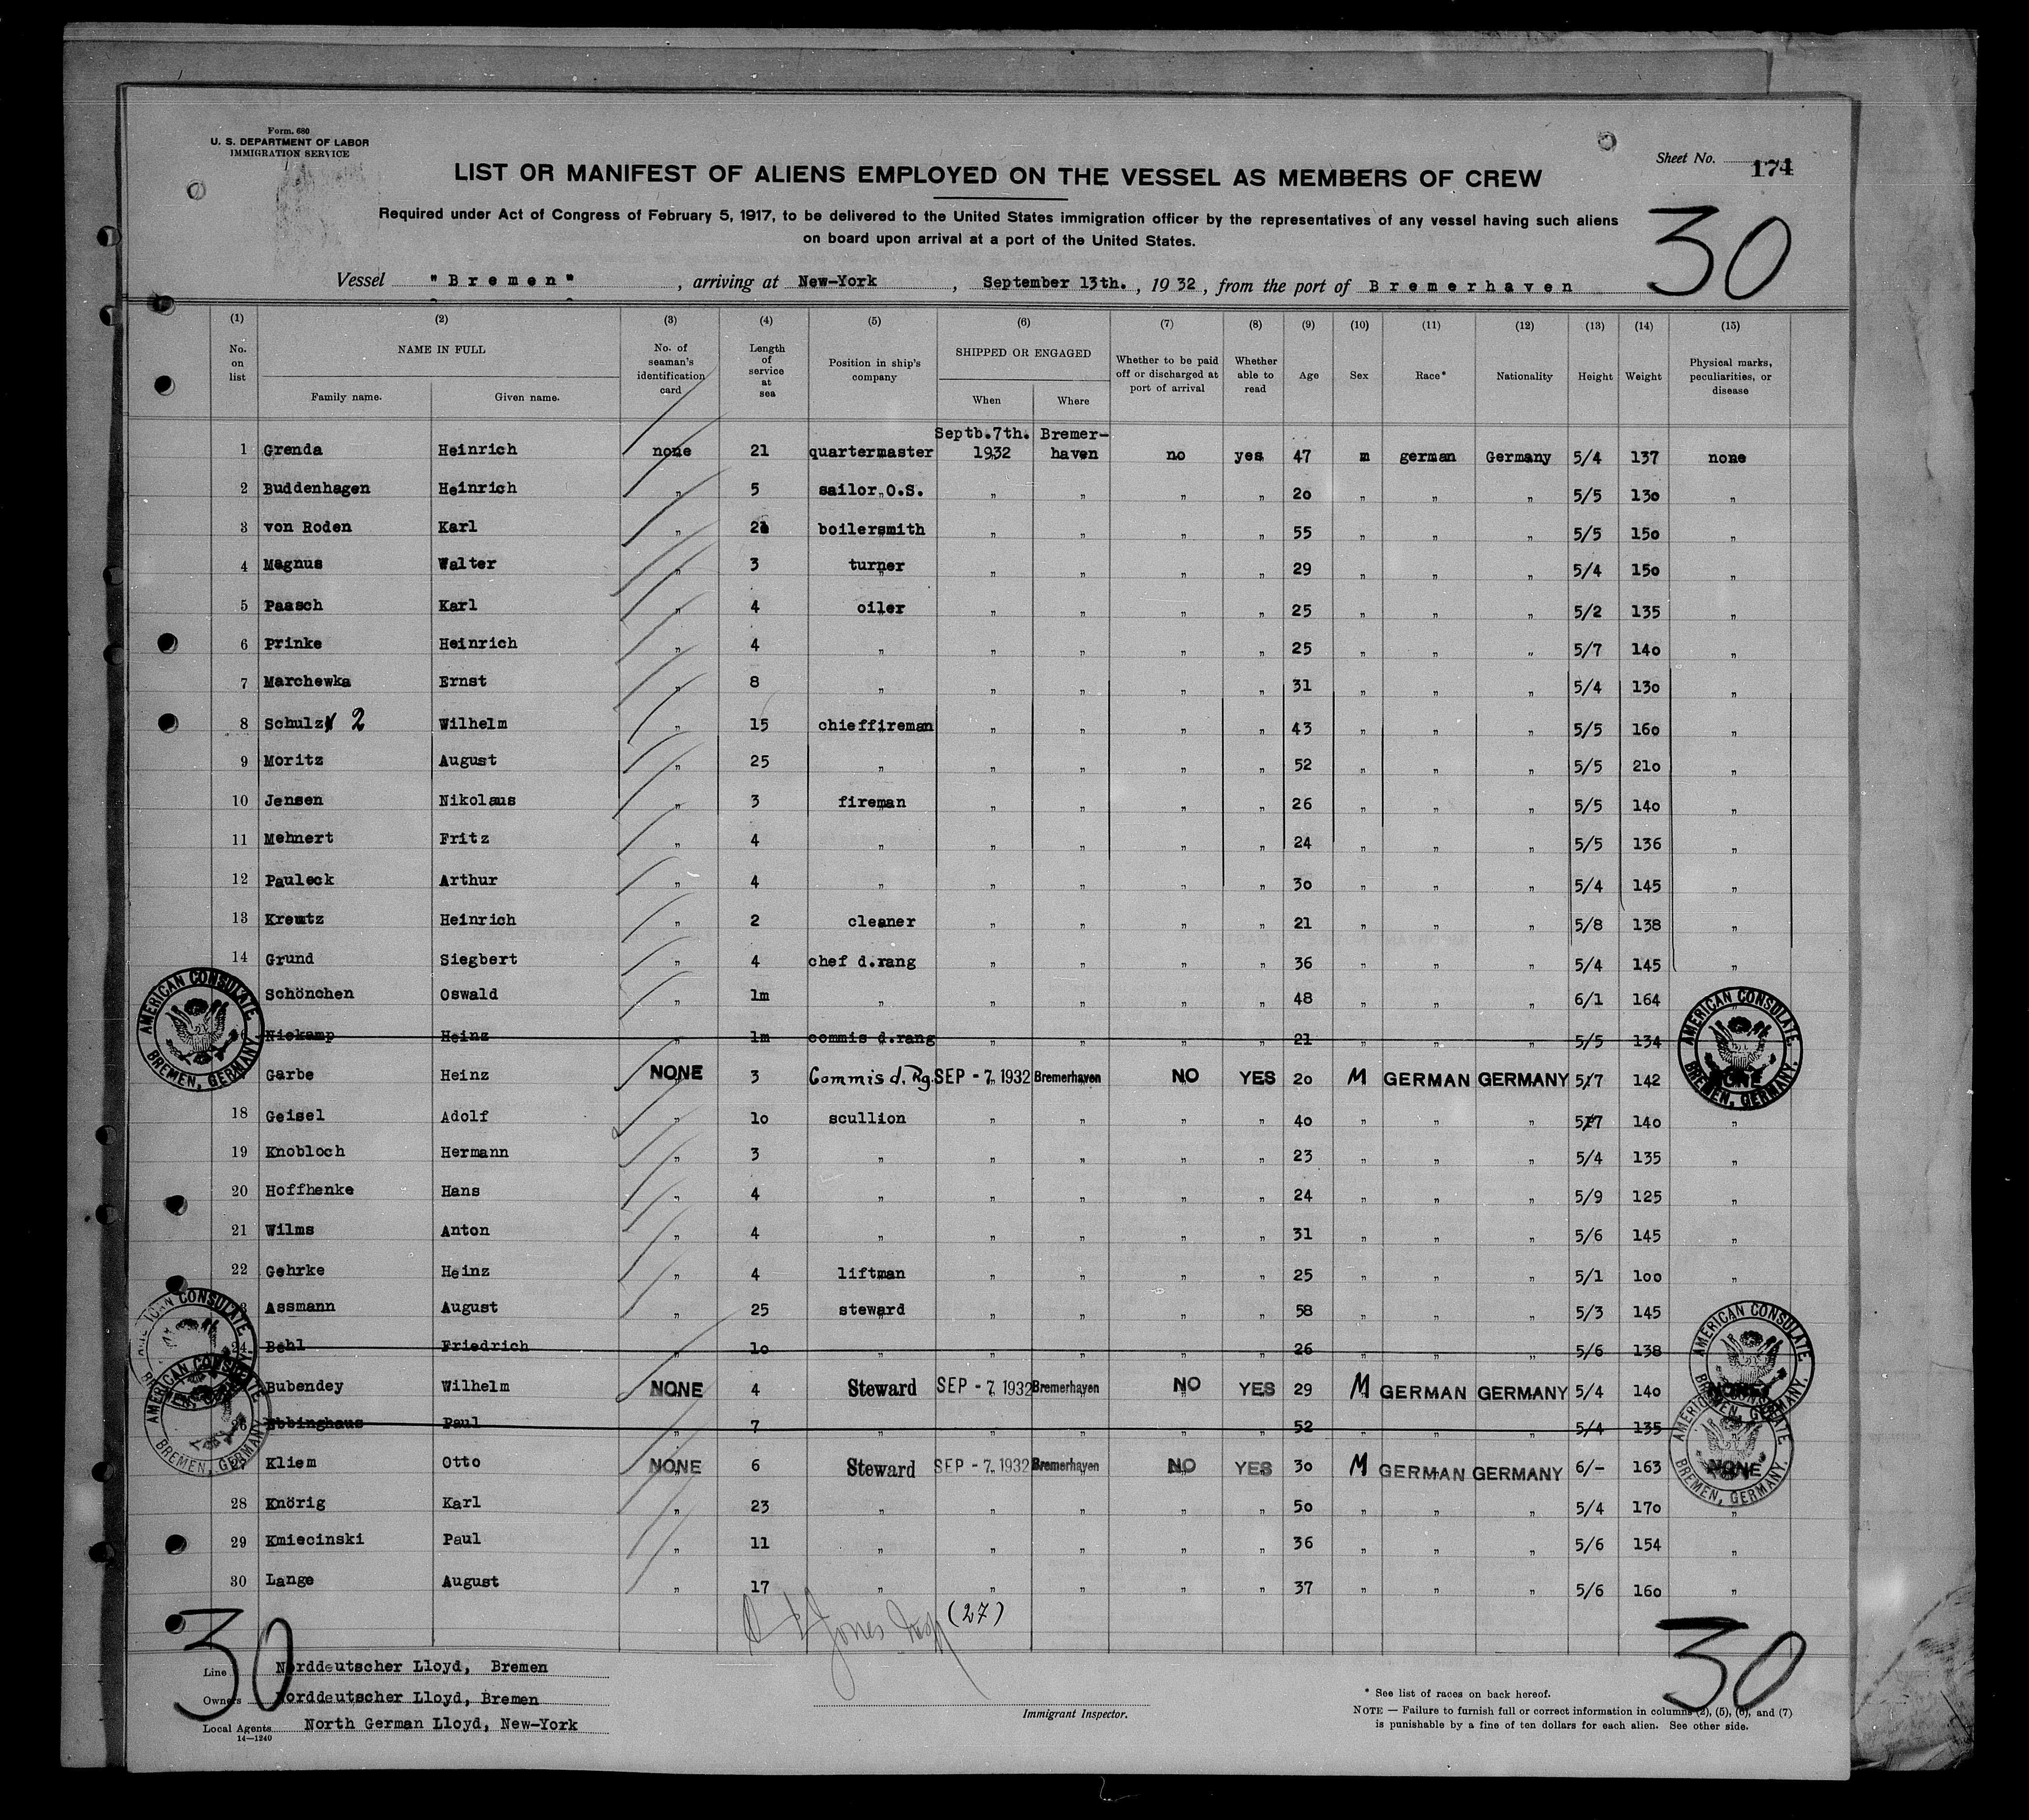 Form. 680
U. S. DEPARTMENT OF LABOR
IMMIGRATION SERVICE
Sheet No. 174
LIST OR MANIFEST OF ALIENS EMPLOYED ON THE VESSEL AS MEMBERS OF CREW
Required under Act of Congress of February 5, 1917, to be delivered to the United States immigration officer by the representatives of any vessel having such aliens
on board upon arrival at a port of the United States.
30
Vessel "Bremen", arriving at New-York, September 13th., 1932, from the port of Bremerhaven
(1) (2) (3) (4) (5) (6) (7) (8) (9) (10) (11) (12) (13) (14) (15)
No. on list
NAME IN FULL
Family name. Given name.
No. of seaman's identification card
Length of service at sea
Position in ship's company
SHIPPED OR ENGAGED
When Where
Whether to be paid off or discharged at port of arrival
Whether able to read
Age
Sex
Race*
Nationality
Height
Weight
Physical marks, peculiarities, or disease
1 Grenda Heinrich none 21 quartermaster Septb.7th. 1932 Bremer-haven no yes 47 m german Germany 5/4 137 none
2 Buddenhagen Heinrich " 5 sailor O.S. " " " " 20 " " " 5/5 130 "
3 von Roden Karl " boilersmith " " " " 55 " " " 5/5 150 "
4 Magnus Walter " 3 turner " " " " 29 " " " 5/4 150 "
5 Paasch Karl " 4 oiler " " " " 25 " " " 5/2 135 "
6 Prinke Heinrich " 4 " " " " " 25 " " " 5/7 140 "
7 Marchewka Ernst " 8 " " " " " 31 " " " 5/4 130 "
8 Schulz 2 Wilhelm " 15 chieffireman " " " " 43 " " " 5/5 160 "
9 Moritz August " 25 " " " " " 52 " " " 5/5 210 "
10 Jensen Nikolaus " 3 fireman " " " " 26 " " " 5/5 140 "
11 Mehnert Fritz " 4 " " " " " 24 " " " 5/5 136 "
12 Pauleck Arthur " 4 " " " " " 30 " " " 5/4 145 "
13 Kreutz Heinrich " 2 cleaner " " " " 21 " " " 5/8 138 "
14 Grund Siegbert " 4 chef d.rang " " " " 36 " " " 5/4 145 "
Schönchen Oswald " 1m " " " " " 48 " " " 6/1 164
Niekamp Heinz " 1m commis d.rang " " " " 21 " " " 5/5 134
Garbe Heinz NONE 3 Commis d. Rg. SEP - 7 1932 Bremerhaven NO YES 20 M GERMAN GERMANY 5/7 142 NONE
18 Geisel Adolf " 10 scullion " " " " 40 " " " 5/7 140 "
19 Knobloch Hermann " 3 " " " " " 23 " " " 5/4 135 "
20 Hoffhenke Hans " 4 " " " " " 24 " " " 5/9 125 "
21 Wilms Anton " 4 " " " " " 31 " " " 5/6 145 "
22 Gehrke Heinz " 4 liftman " " " " 25 " " " 5/1 100 "
Assmann August " 25 steward " " " " 58 " " " 5/3 145
24 Behl Friedrich " 10 " " " " " 26 " " " 5/6 138
Bubendey Wilhelm NONE 4 Steward SEP - 7 1932 Bremerhaven NO YES 29 M GERMAN GERMANY 5/4 140 NONE
26 Ebbinghaus Paul " 7 " " " " " 52 " " " 5/4 135
27 Kliem Otto NONE 6 Steward SEP - 7 1932 Bremerhaven NO YES 30 M GERMAN GERMANY 6/- 163 NONE
28 Knörig Karl " 23 " " " " " 50 " " " 5/4 170 "
29 Kmiecinski Paul " 11 " " " " " 36 " " " 5/6 154 "
30 Lange August " 17 " " " " " 37 " " " 5/6 160 "
AMERICAN CONSULATE, BREMEN, GERMANY.
AMERICAN CONSULATE, BREMEN, GERMANY.
AMERICAN CONSULATE, BREMEN, GERMANY.
AMERICAN CONSULATE, BREMEN, GERMANY.
AMERICAN CONSULATE, BREMEN, GERMANY.
AMERICAN CONSULATE, BREMEN, GERMANY.
Jones Insp (27)
30
30
Line Norddeutscher Lloyd, Bremen
Owners Norddeutscher Lloyd, Bremen
Local Agents North German Lloyd, New-York
14—1240
Immigrant Inspector.
* See list of races on back hereof.
NOTE — Failure to furnish full or correct information in columns (2), (5), (6), and (7)
is punishable by a fine of ten dollars for each alien. See other side.